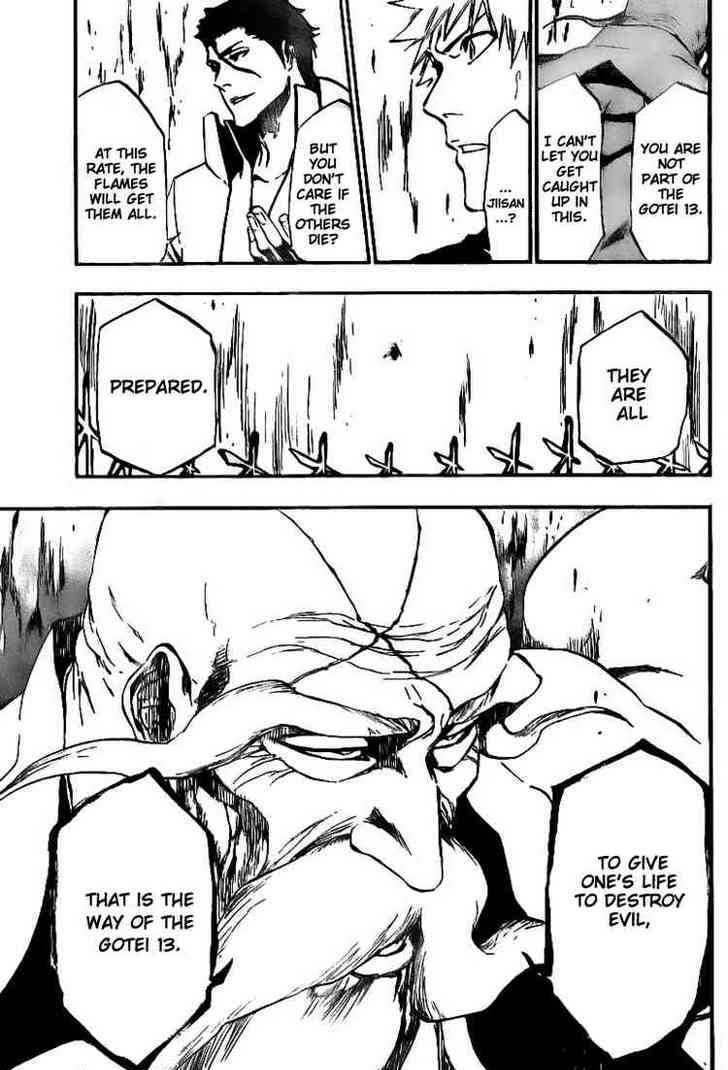 YOU ARE
NOT
PART OF
THE
GOTEI 13.
I CAN'T
LET YOU
GET
CAUGHT
UP IN
THIS.
...
JIISAN
...?
BUT
YOU
DON'T
CARE IF
THE
OTHERS
DIE?
AT THIS
RATE, THE
FLAMES
WILL GET
THEM ALL.
THEY
ARE
ALL
PREPARED.
TO GIVE
ONE'S LIFE
TO DESTROY
EVIL,
THAT IS THE
WAY OF THE
GOTEI 13.